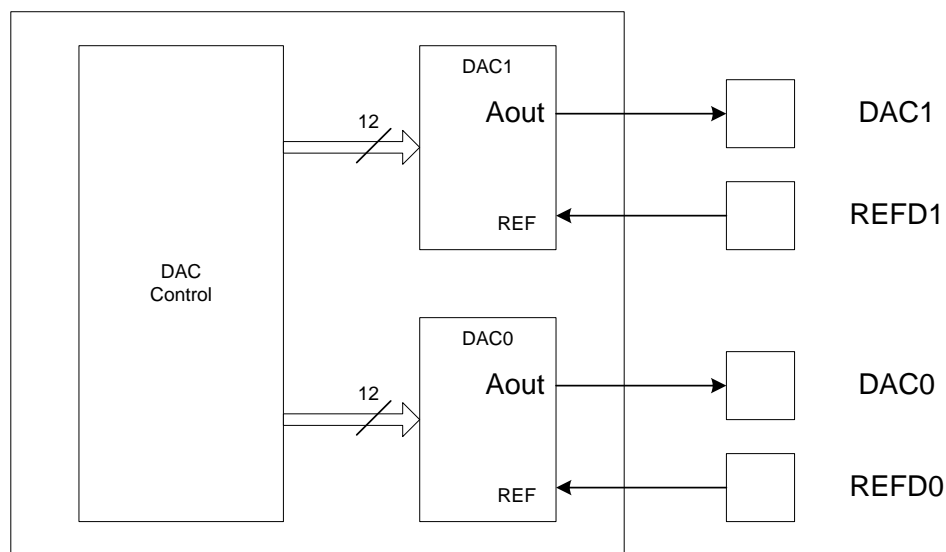 DAC
Control
12
DAC1
Aout
REF
DAC1
REFD1
12
DAC0
Aout
REF
DAC0
REFD0